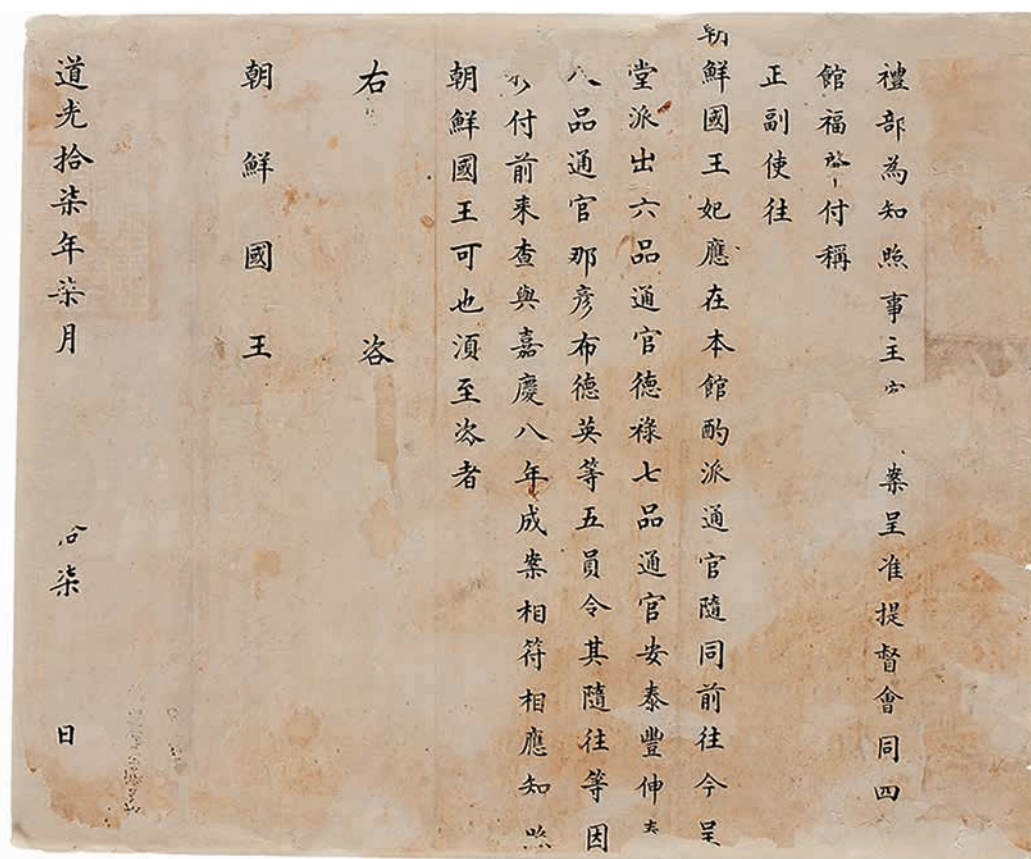 禮部為知照事主客 案呈准提督會同四
館福啓付稱
正副使往
朝鮮國王妃應在本館酌派通官隨同前往今呈
堂派出六品通官德祿七品通官安泰豐伸
八品通官那彦布德英等五員令其隨往等因
付前来查與嘉慶八年成案相符相應知照
朝鮮國王可也湏至咨者
右 咨
朝鮮國王
道光拾柒年柒月 柒 日